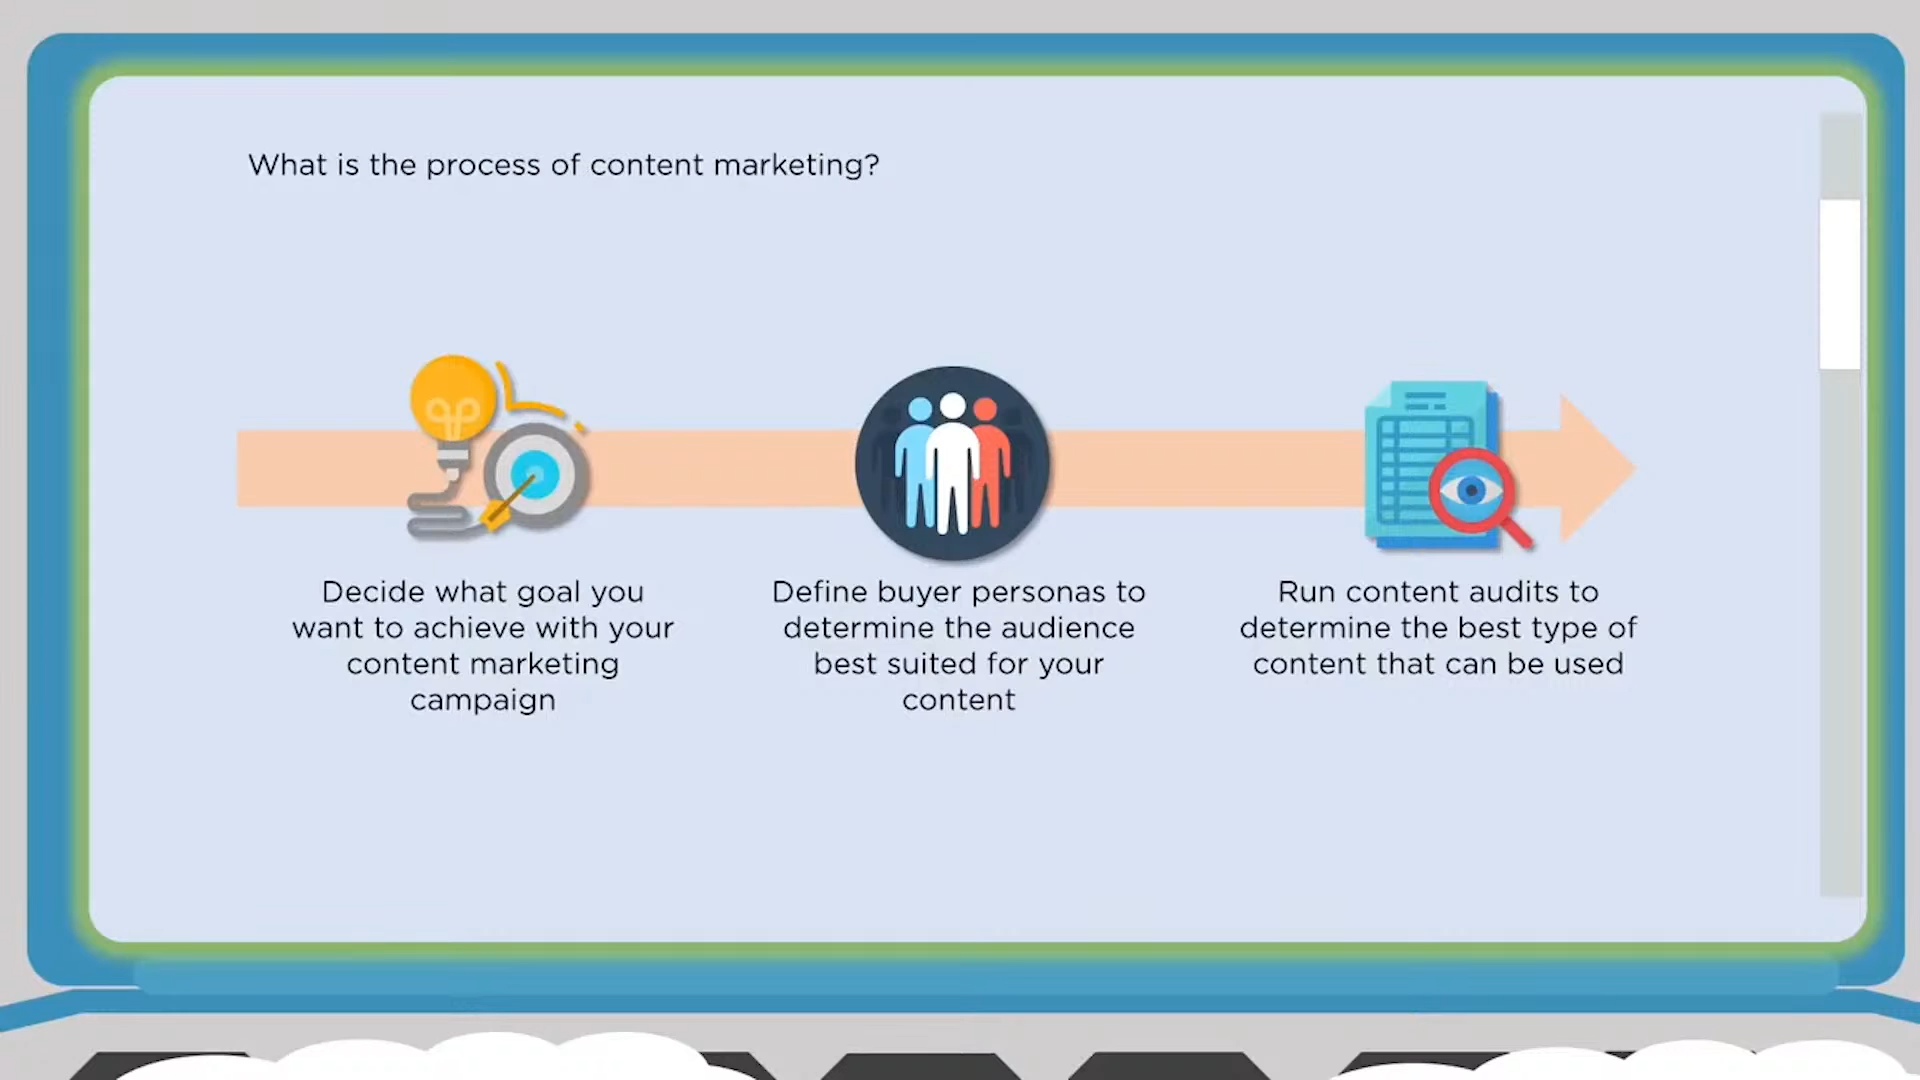 What is the process of content marketing?
Decide what goal you
want to achieve with your
content marketing
campaign
Define buyer personas to
determine the audience
best suited for your
content
Run content audits to
determine the best type of
content that can be used